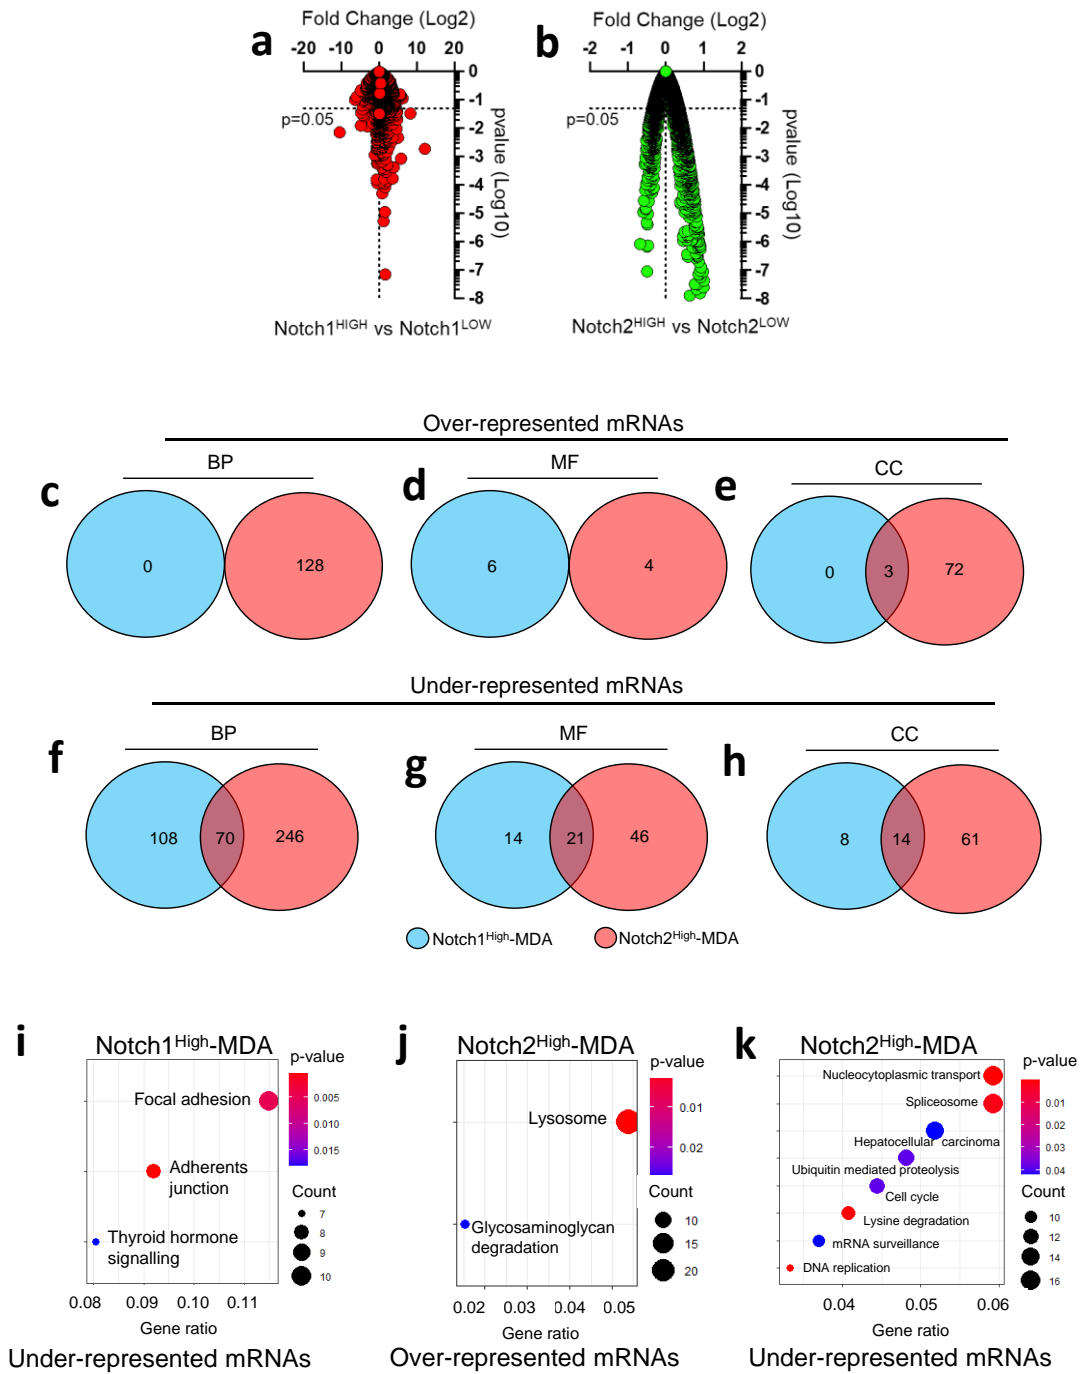 Fold Change (Log2)
Fold Change (Log2)
a
b
-20 -10 0 10 20
-2 -1 0 1 2
0
-1
-2
-3
-4
-5
-6
-7
-8
p=0.05
pvalue (Log10)
0
-1
-2
-3
-4
-5
-6
-7
-8
p=0.05
pvalue (Log10)
Notch1HIGH vs Notch1LOW
Notch2HIGH vs Notch2LOW
Over-represented mRNAs
c
BP
0
128
d
MF
6
4
e
CC
0
3
72
Under-represented mRNAs
f
BP
108
70
246
g
MF
14
21
46
h
CC
8
14
61
Notch1High-MDA
Notch2High-MDA
i
Notch1High-MDA
Focal adhesion
Adherents
junction
Thyroid hormone
signalling
0.08 0.09 0.10 0.11
Gene ratio
p-value
0.005
0.010
0.015
Count
7
8
9
10
Under-represented mRNAs
j
Notch2High-MDA
Lysosome
Glycosaminoglycan
degradation
0.02 0.03 0.04 0.05
Gene ratio
p-value
0.01
0.02
Count
10
15
20
Over-represented mRNAs
k
Notch2High-MDA
Nucleocytoplasmic transport
Spliceosome
Hepatocellular carcinoma
Ubiquitin mediated proteolysis
Cell cycle
Lysine degradation
mRNA surveillance
DNA replication
0.04 0.05 0.06
Gene ratio
p-value
0.01
0.02
0.03
0.04
Count
10
12
14
16
Under-represented mRNAs